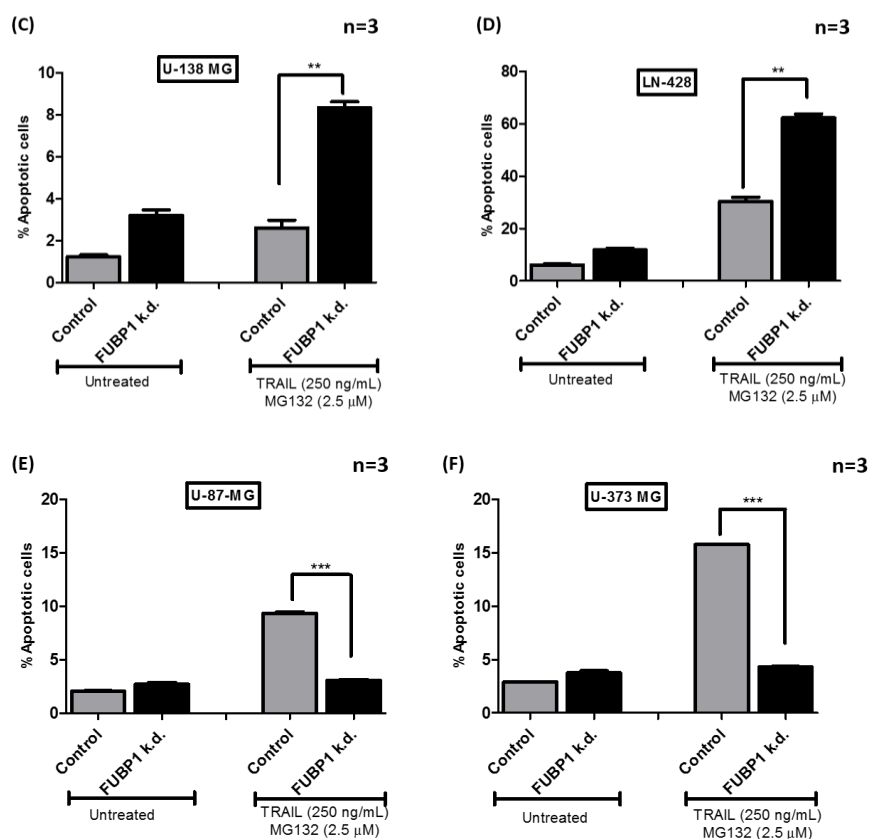 (C)
n=3
U-138 MG
**
% Apoptotic cells
10
8
6
4
2
0
Control
FUBP1 k.d.
Control
FUBP1 k.d.
Untreated
TRAIL (250 ng/mL)
MG132 (2.5 μM)
(D)
n=3
LN-428
**
% Apoptotic cells
80
60
40
20
0
Control
FUBP1 k.d.
Control
FUBP1 k.d.
Untreated
TRAIL (250 ng/mL)
MG132 (2.5 μM)
(E)
n=3
U-87-MG
***
% Apoptotic cells
20
15
10
5
0
Control
FUBP1 k.d.
Control
FUBP1 k.d.
Untreated
TRAIL (250 ng/mL)
MG132 (2.5 μM)
(F)
n=3
U-373 MG
***
% Apoptotic cells
20
15
10
5
0
Control
FUBP1 k.d.
Control
FUBP1 k.d.
Untreated
TRAIL (250 ng/mL)
MG132 (2.5 μM)